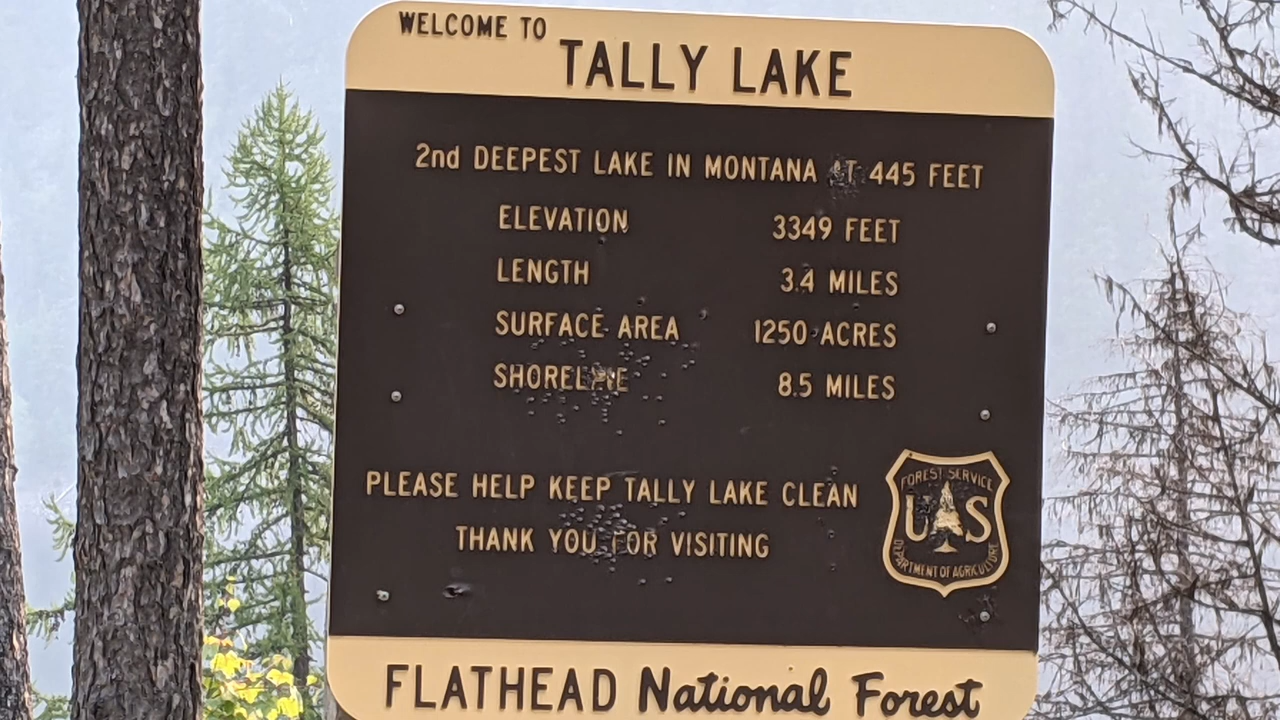 WELCOME TO
TALLY LAKE
2nd DEEPEST LAKE IN MONTANA AT 445 FEET
ELEVATION 3349 FEET
LENGTH 3.4 MILES
SURFACE AREA 1250 ACRES
SHORELINE 8.5 MILES
PLEASE HELP KEEP TALLY LAKE CLEAN
THANK YOU FOR VISITING
FOREST SERVICE
UAS
DEPARTMENT OF AGRICULTURE
FLATHEAD National Forest